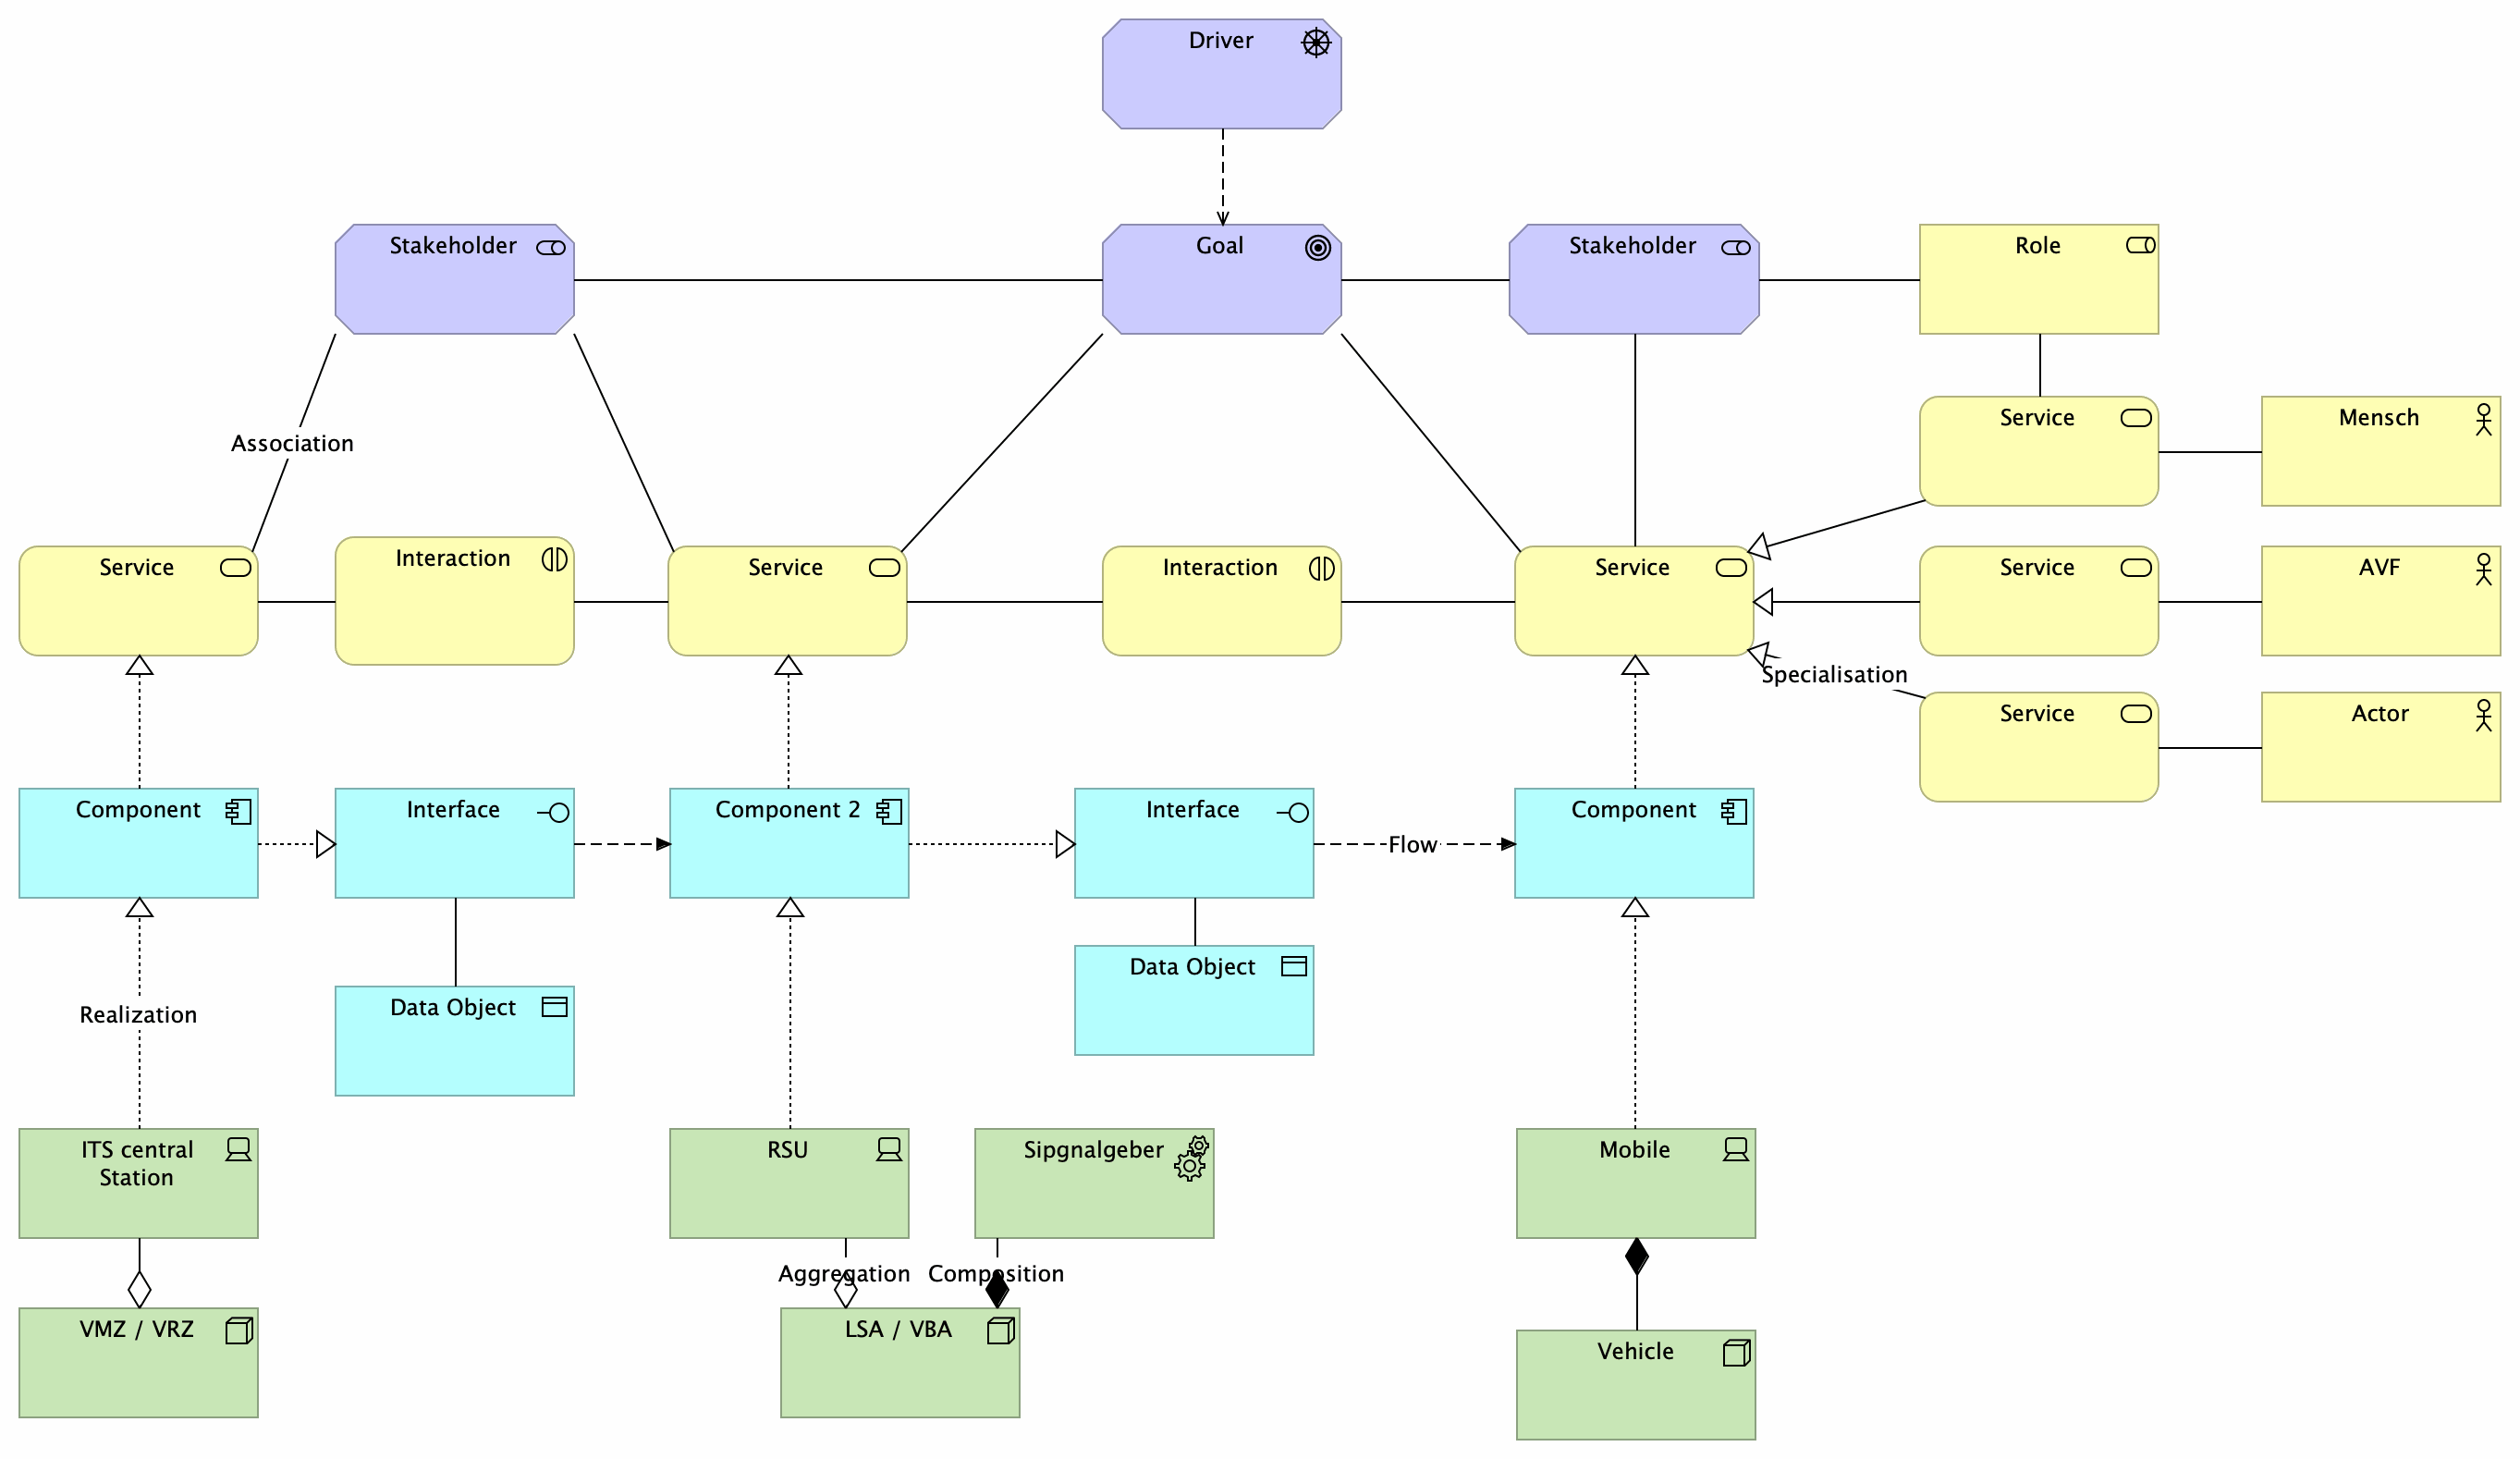 Driver
Stakeholder
Goal
Stakeholder
Role
Service
Mensch
Association
Service
Interaction
Service
Interaction
Service
Service
AVF
Specialisation
Service
Actor
Component
Interface
Component 2
Interface
Flow
Component
Data Object
Data Object
Realization
ITS central
Station
RSU
Sipgnalgeber
Mobile
Aggregation
Composition
VMZ / VRZ
LSA / VBA
Vehicle